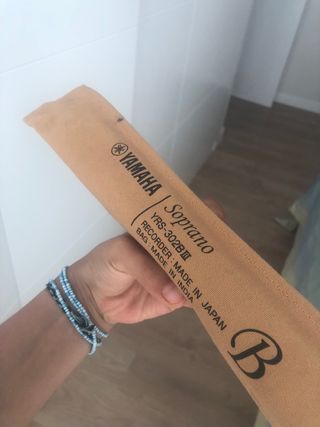 YAMAHA
Soprano
YRS-302BIII
RECORDER: MADE IN JAPAN
BAG: MADE IN INDIA
B